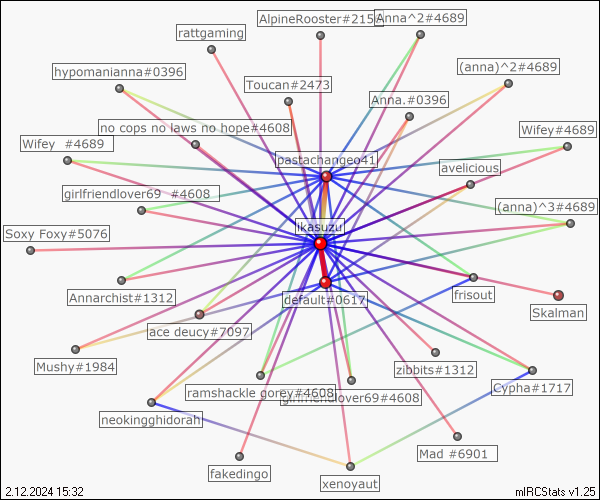 AlpineRooster#215
Anna^2#4689
rattgaming
(anna)^2#4689
hypomanianna#0396
Toucan#2473
Anna.#0396
no cops no laws no hope#4608
Wifey #4689
Wifey#4689
pastachangeo41
avelicious
girlfriendlover69 #4608
(anna)^3#4689
Soxy Foxy#5076
ikasuzu
Annarchist#1312
default#0617
frisout
Skalman
ace deucy#7097
Mushy#1984
zibbits#1312
ramshackle gorey#4608
girlfriendlover69#4608
Cypha#1717
neokingghidorah
Mad #6901
fakedingo
xenoyaut
2.12.2024 15:32
mIRCStats v1.25